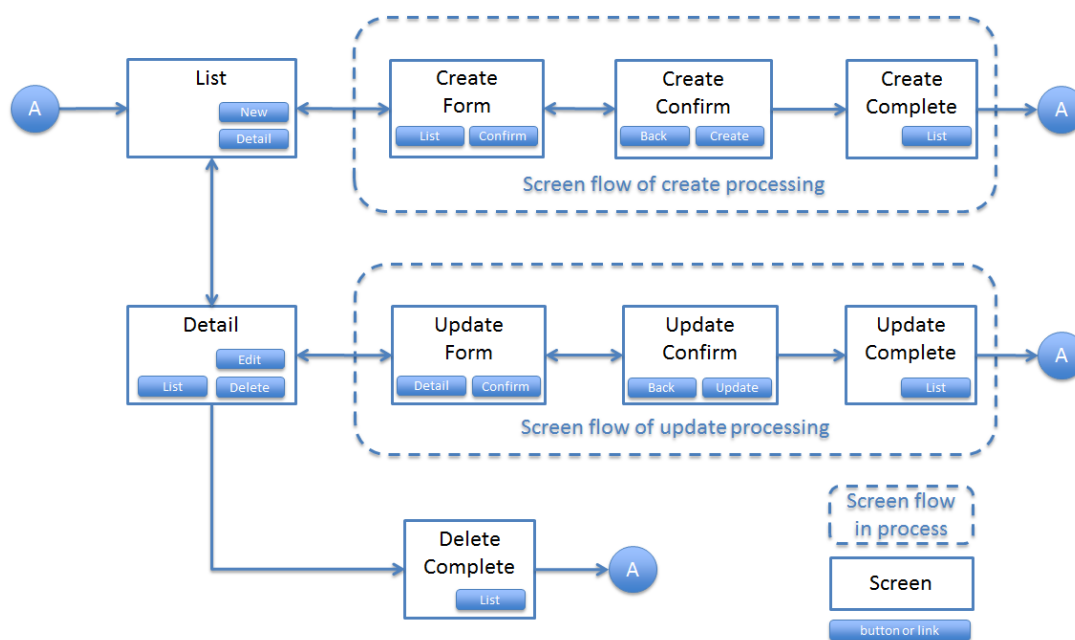 A
List
New
Detail
Create
Form
List
Confirm
Create
Confirm
Back
Create
Create
Complete
List
A
Screen flow of create processing
Detail
Edit
List
Delete
Update
Form
Detail
Confirm
Update
Confirm
Back
Update
Update
Complete
List
A
Screen flow of update processing
Delete
Complete
List
A
Screen flow
in process
Screen
button or link